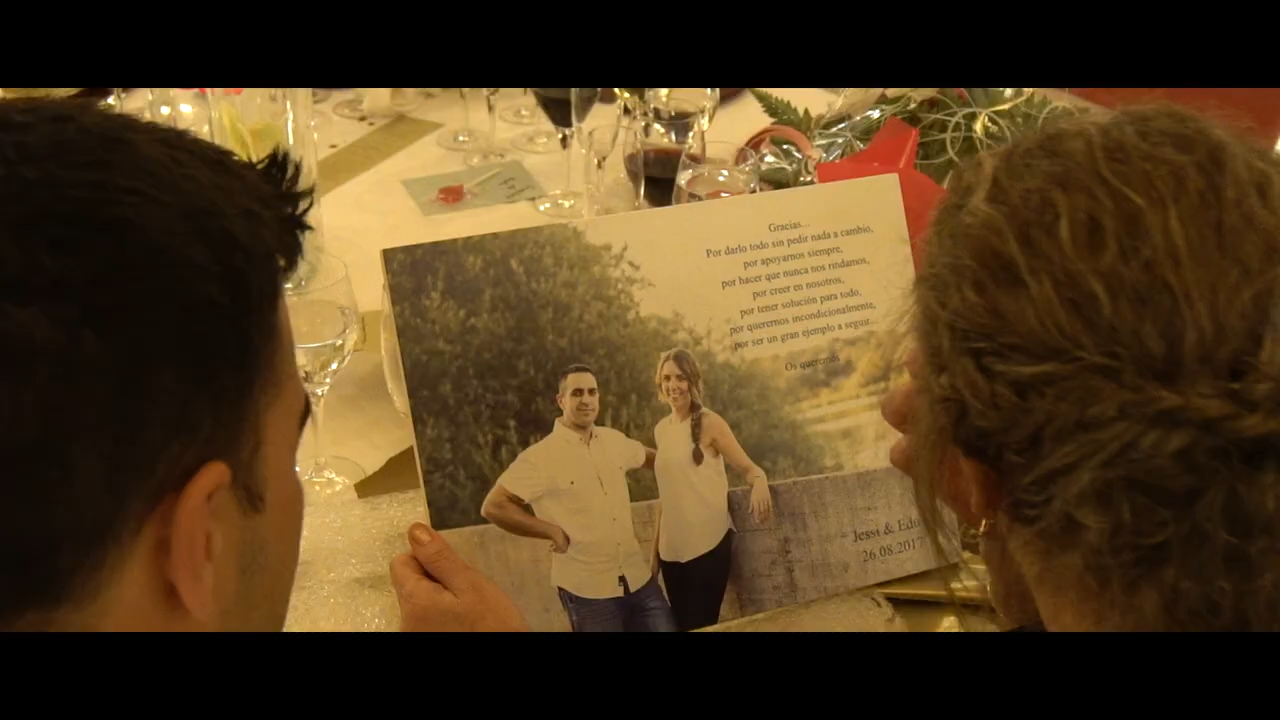 Gracias...
Por darlo todo sin pedir nada a cambio,
por apoyarnos siempre,
por hacer que nunca nos rindamos,
por creer en nosotros,
por tener solución para todo,
por querernos incondicionalmente,
por ser un gran ejemplo a seguir.
Os queremos
Jessi & Edu
26.08.2017